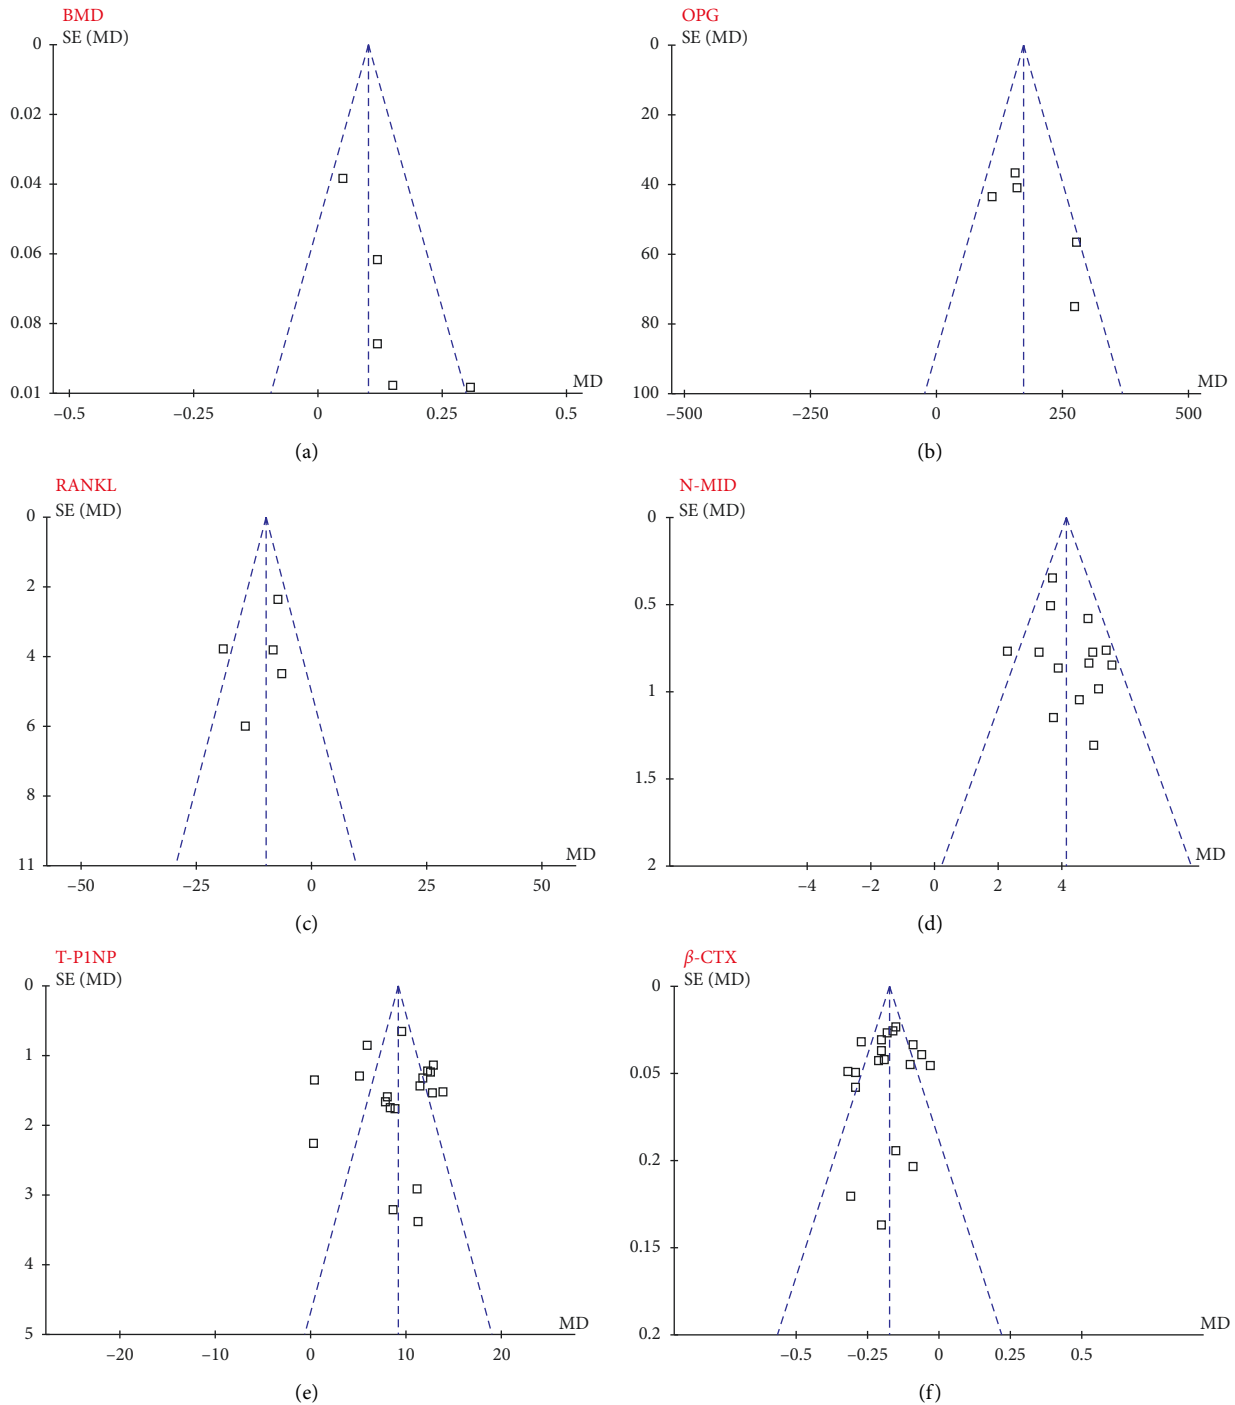 BMD
SE (MD)
0
0.02
0.04
0.06
0.08
0.01
MD
−0.5
−0.25
0
0.25
0.5
(a)
OPG
SE (MD)
0
20
40
60
80
100
MD
−500
−250
0
250
500
(b)
RANKL
SE (MD)
0
2
4
6
8
11
MD
−50
−25
0
25
50
(c)
N-MID
SE (MD)
0
0.5
1
1.5
2
MD
−4
−2
0
2
4
(d)
T-P1NP
SE (MD)
0
1
2
3
4
5
MD
−20
−10
0
10
20
(e)
β-CTX
SE (MD)
0
0.05
0.2
0.15
0.2
MD
−0.5
−0.25
0
0.25
0.5
(f)